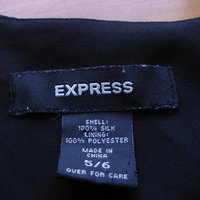 EXPRESS
SHELL:
100% SILK
LINING:
100% POLYESTER
MADE IN
CHINA
5/6
OVER FOR CARE